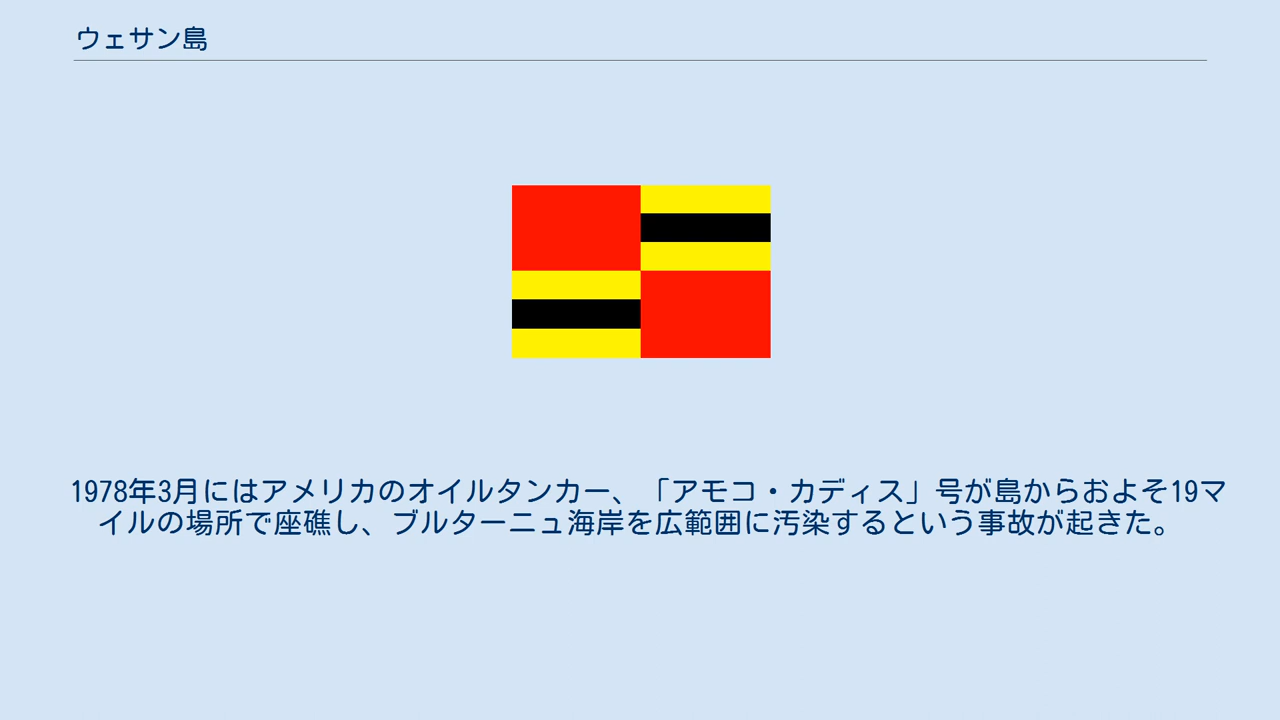 ウェサン島
1978年3月にはアメリカのオイルタンカー、「アモコ・カディス」号が島からおよそ19マ
イルの場所で座礁し、ブルターニュ海岸を広範囲に汚染するという事故が起きた。